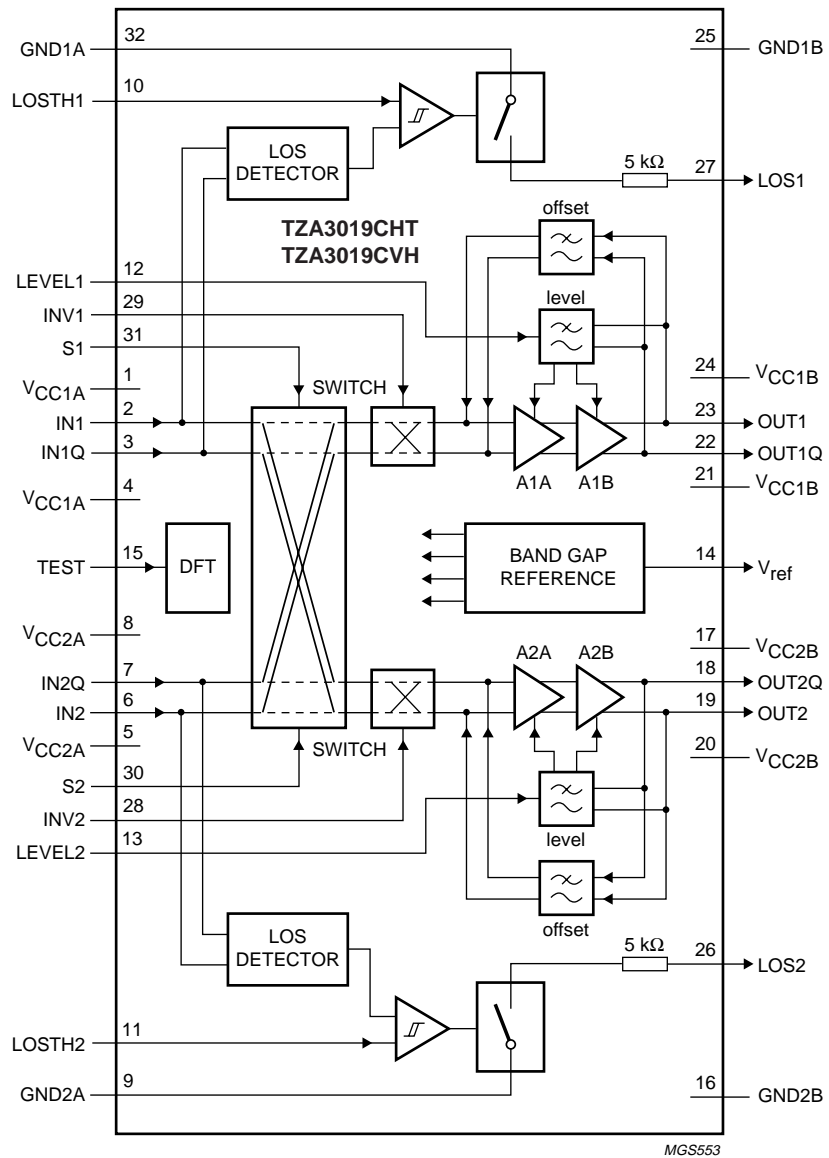 32
GND1A
25
GND1B
10
LOSTH1
LOS
DETECTOR
5 kΩ
27
LOS1
TZA3019CHT
TZA3019CVH
offset
12
LEVEL1
29
INV1
level
31
S1
24
VCC1B
1
VCC1A
SWITCH
2
IN1
23
OUT1
3
IN1Q
22
OUT1Q
A1A
A1B
21
VCC1B
4
VCC1A
15
TEST
DFT
BAND GAP
REFERENCE
14
Vref
8
VCC2A
17
VCC2B
A2A
A2B
7
IN2Q
18
OUT2Q
6
IN2
19
OUT2
5
VCC2A
SWITCH
20
VCC2B
30
S2
28
INV2
13
LEVEL2
level
offset
LOS
DETECTOR
5 kΩ
26
LOS2
11
LOSTH2
9
GND2A
16
GND2B
MGS553